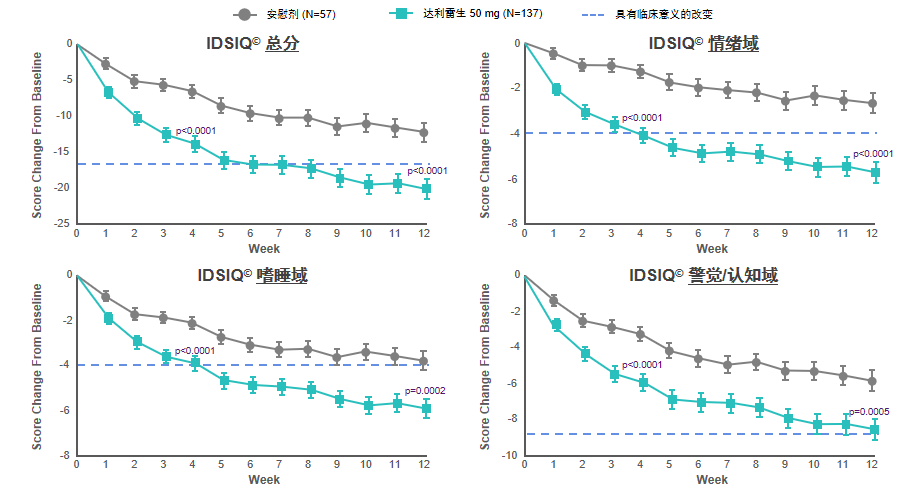 安慰剂 (N=57) 达利雷生 50 mg (N=137) 具有临床意义的改变
IDSIQ© 总分
Score Change From Baseline
0
-5
-10
-15
-20
-25
p<0.0001
p<0.0001
0 1 2 3 4 5 6 7 8 9 10 11 12
Week
IDSIQ© 情绪域
Score Change From Baseline
0
-2
-4
-6
-8
p<0.0001
p<0.0001
0 1 2 3 4 5 6 7 8 9 10 11 12
Week
IDSIQ© 嗜睡域
Score Change From Baseline
0
-2
-4
-6
-8
p<0.0001
p=0.0002
0 1 2 3 4 5 6 7 8 9 10 11 12
Week
IDSIQ© 警觉/认知域
Score Change From Baseline
0
-2
-4
-6
-8
-10
p<0.0001
p=0.0005
0 1 2 3 4 5 6 7 8 9 10 11 12
Week